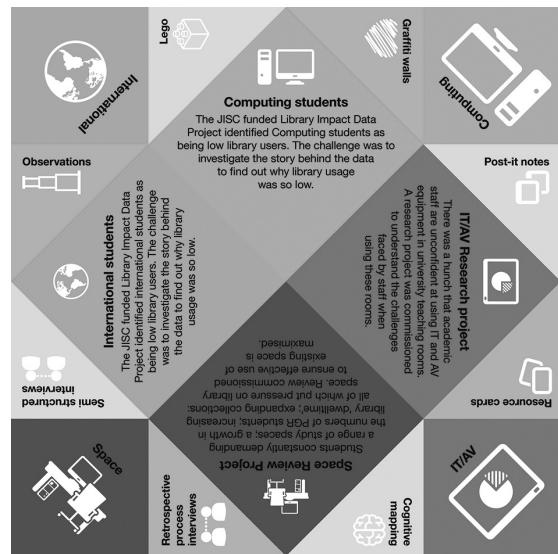 International
Lego
Graffiti walls
Computing
Computing students
The JISC funded Library Impact Data
Project identified Computing students as
being low library users. The challenge was to
investigate the story behind the data
to find out why library usage
was so low.
Observations
Post-it notes
International students
The JISC funded Library Impact Data
Project identified international students as
being low library users. The challenge
was to investigate the story behind
the data to find out why library
usage was so low.
IT/AV Research project
There was a hunch that academic
staff are unconfident at using IT and AV
equipment in university teaching rooms.
A research project was commissioned
to understand the challenges
faced by staff when
using these rooms.
Semi structured
interviews
Resource cards
Space Review Project
Students constantly demanding
a range of study spaces; a growth in
the numbers of PGR students; increasing
library 'dwelltime'; expanding collections:
all of which put pressure on library
space. Review commissioned
to ensure effective use of
existing space is
maximised.
Space
Retrospective
process
interviews
Cognitive
mapping
IT/AV